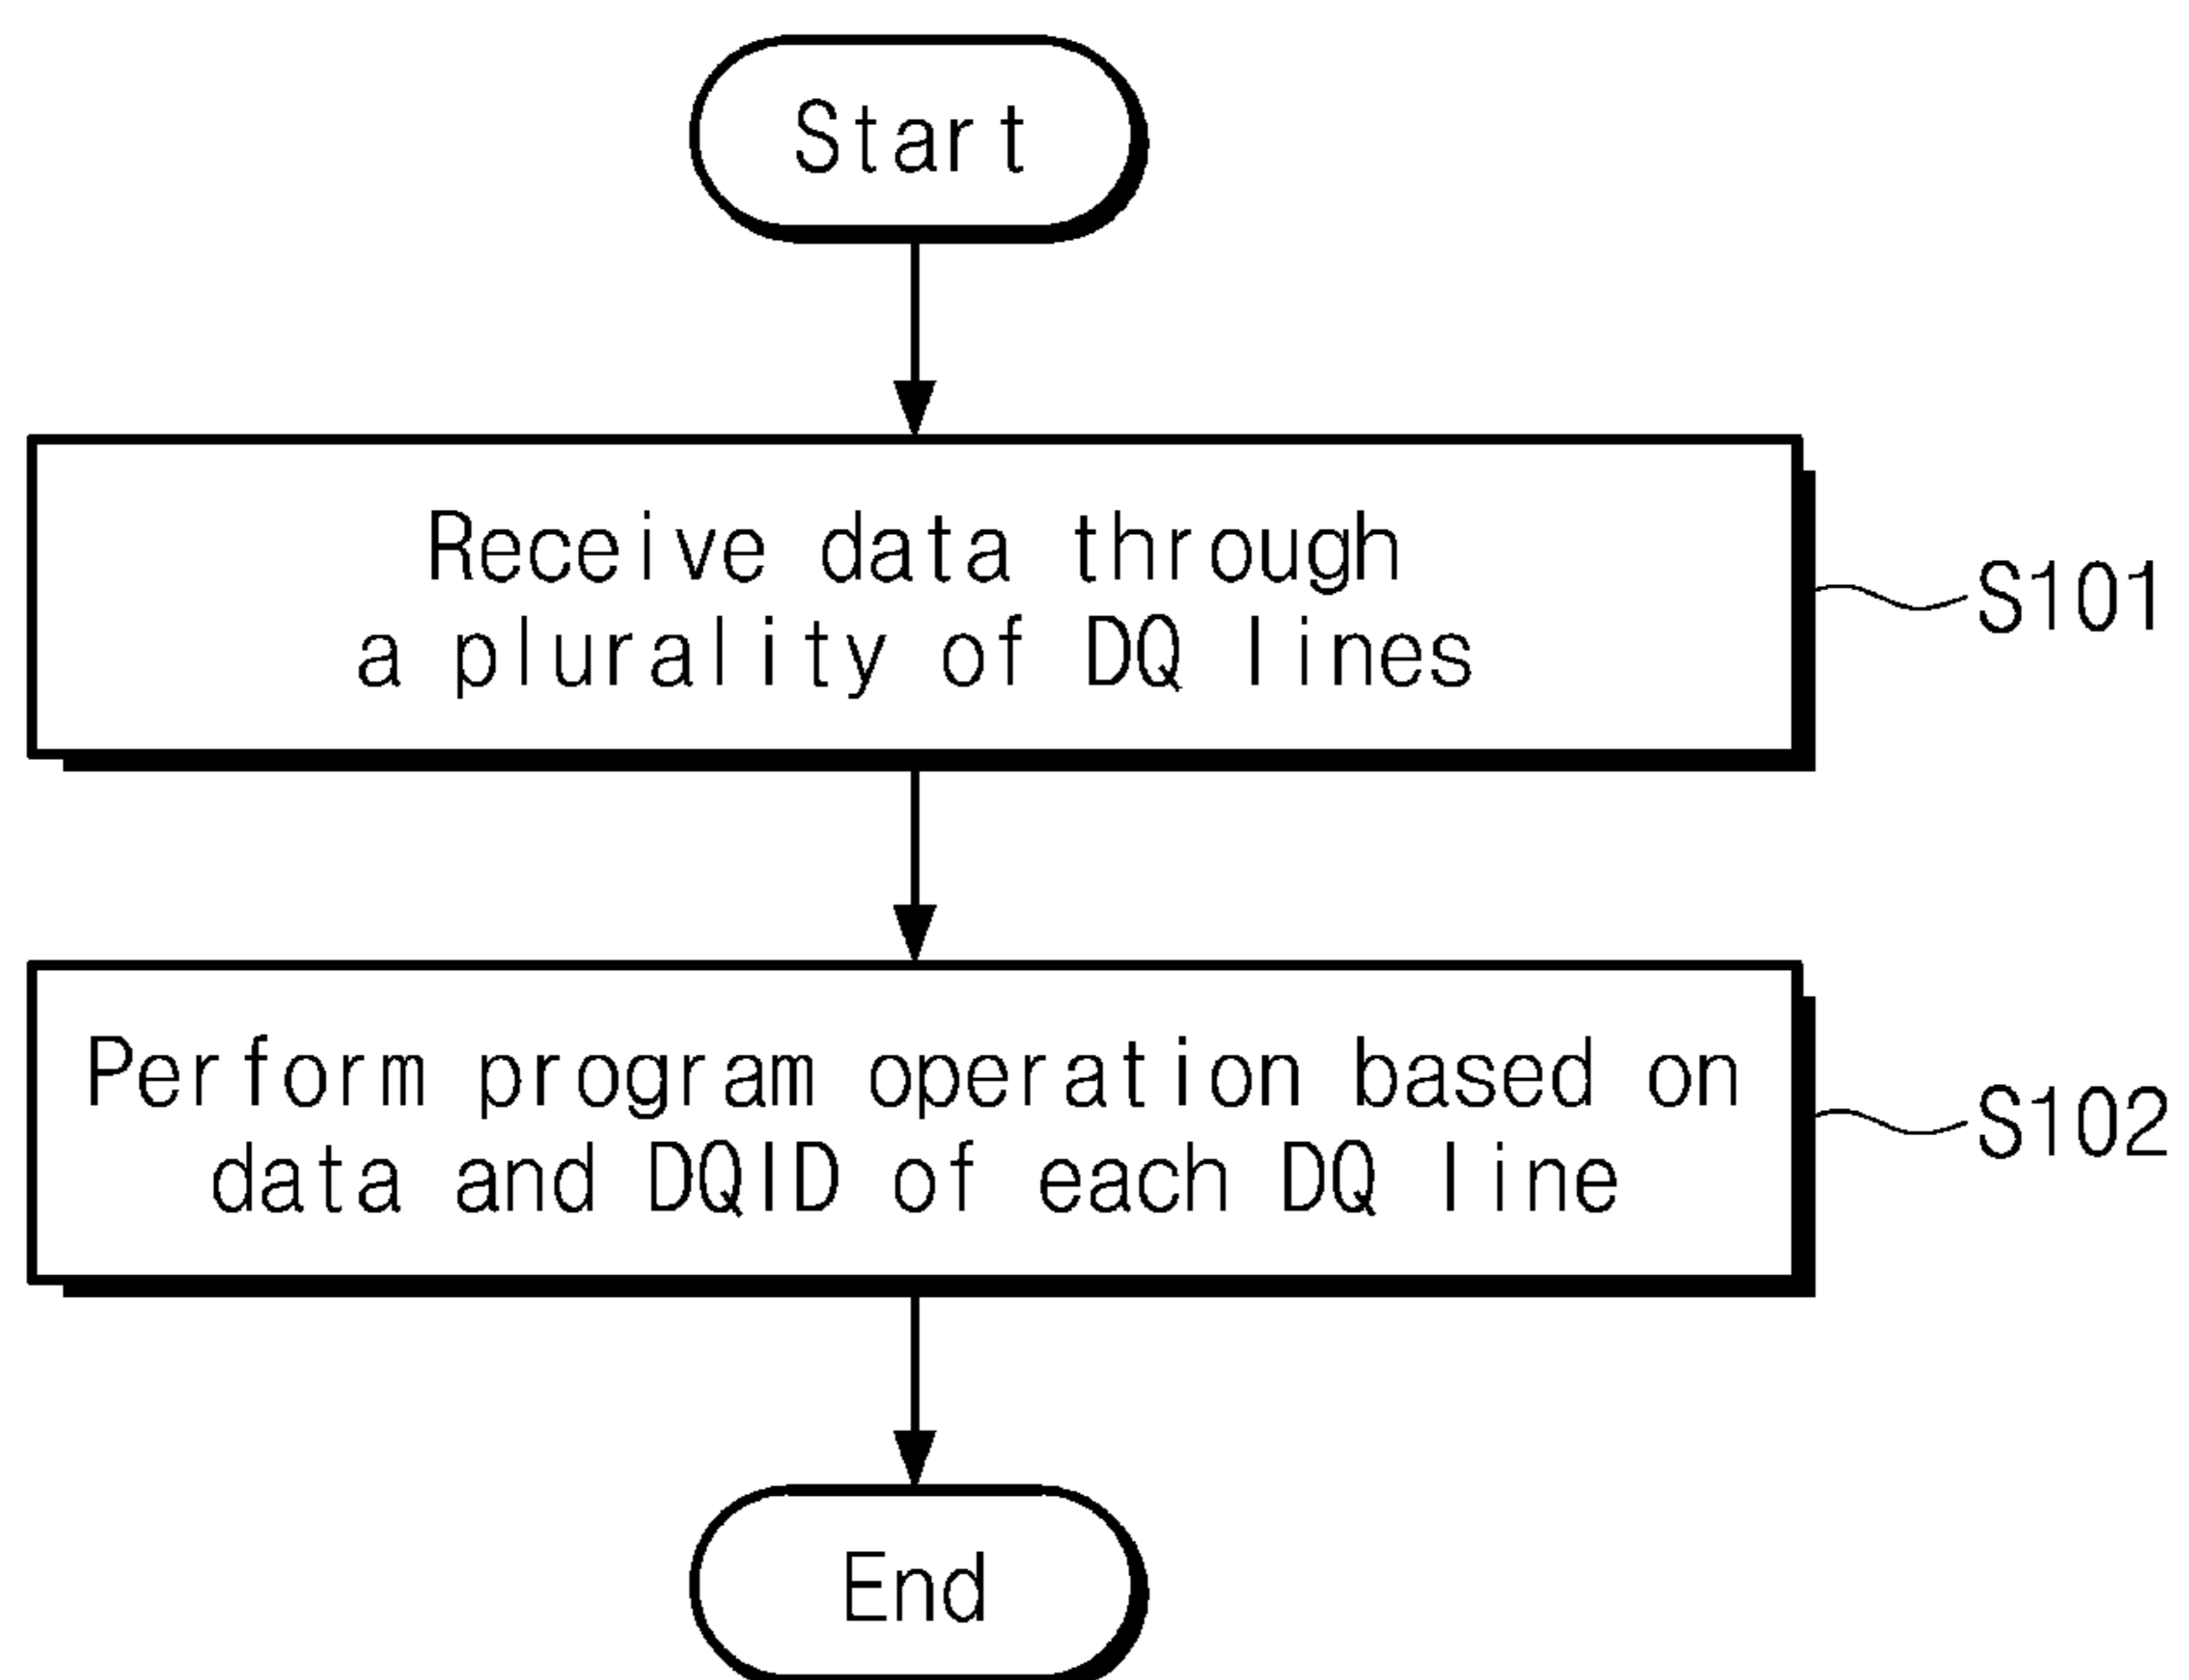 Start
Receive data through
a plurality of DQ lines
S101
Perform program operation based on
data and DQID of each DQ line
S102
End